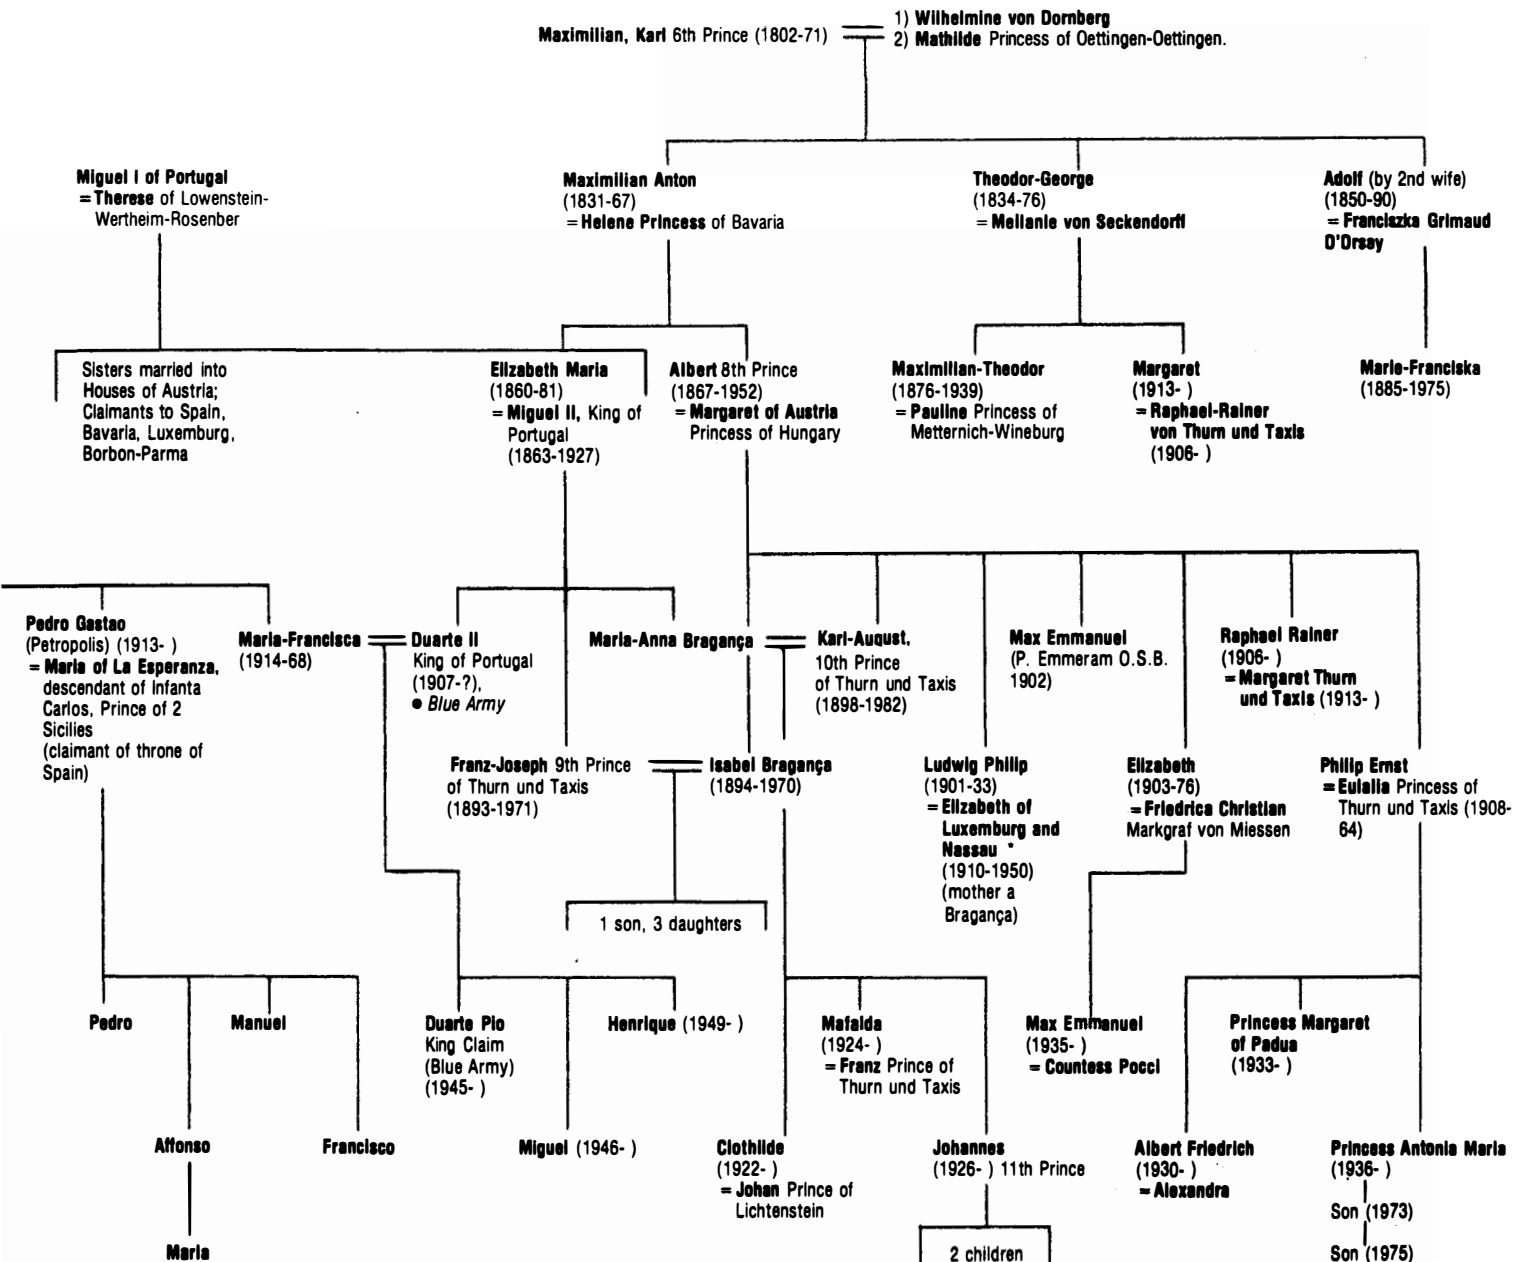 Maximilian, Karl 6th Prince (1802-71)
1) Wilhelmine von Dornberg
2) Mathilde Princess of Oettingen-Oettingen.
Miguel I of Portugal
= Therese of Lowenstein-
Wertheim-Rosenber
Maximilian Anton
(1831-67)
= Helene Princess of Bavaria
Theodor-George
(1834-76)
= Mellanie von Seckendorff
Adolf (by 2nd wife)
(1850-90)
= Franciszka Grimaud
D'Orsay
Sisters married into
Houses of Austria;
Claimants to Spain,
Bavaria, Luxemburg,
Borbon-Parma
Elizabeth Maria
(1860-81)
= Miguel II, King of
Portugal
(1863-1927)
Albert 8th Prince
(1867-1952)
= Margaret of Austria
Princess of Hungary
Maximilian-Theodor
(1876-1939)
= Pauline Princess of
Metternich-Wineburg
Margaret
(1913- )
= Raphael-Rainer
von Thurn und Taxis
(1906- )
Marie-Franciska
(1885-1975)
Pedro Gastao
(Petropolis) (1913- )
= Maria of La Esperanza,
descendant of Infanta
Carlos, Prince of 2
Sicilies
(claimant of throne of
Spain)
Maria-Francisca
(1914-68)
Duarte II
King of Portugal
(1907-?),
● Blue Army
Maria-Anna Bragança
Karl-August,
10th Prince
of Thurn und Taxis
(1898-1982)
Max Emmanuel
(P. Emmeram O.S.B.
1902)
Raphael Rainer
(1906- )
= Margaret Thurn
und Taxis (1913- )
Franz-Joseph 9th Prince
of Thurn und Taxis
(1893-1971)
Isabel Bragança
(1894-1970)
Ludwig Philip
(1901-33)
= Elizabeth of
Luxemburg and
Nassau *
(1910-1950)
(mother a
Bragança)
Elizabeth
(1903-76)
= Friedrica Christian
Markgraf von Miessen
Philip Ernst
= Eulalia Princess of
Thurn und Taxis (1908-
64)
1 son, 3 daughters
Pedro
Manuel
Duarte Pio
King Claim
(Blue Army)
(1945- )
Henrique (1949- )
Mafalda
(1924- )
= Franz Prince of
Thurn und Taxis
Max Emmanuel
(1935- )
= Countess Pocci
Princess Margaret
of Padua
(1933- )
Affonso
Francisco
Miguel (1946- )
Clothilde
(1922- )
= Johan Prince of
Lichtenstein
Johannes
(1926- ) 11th Prince
Albert Friedrich
(1930- )
= Alexandra
Princess Antonia Maria
(1936- )
Son (1973)
Maria
2 children
Son (1975)